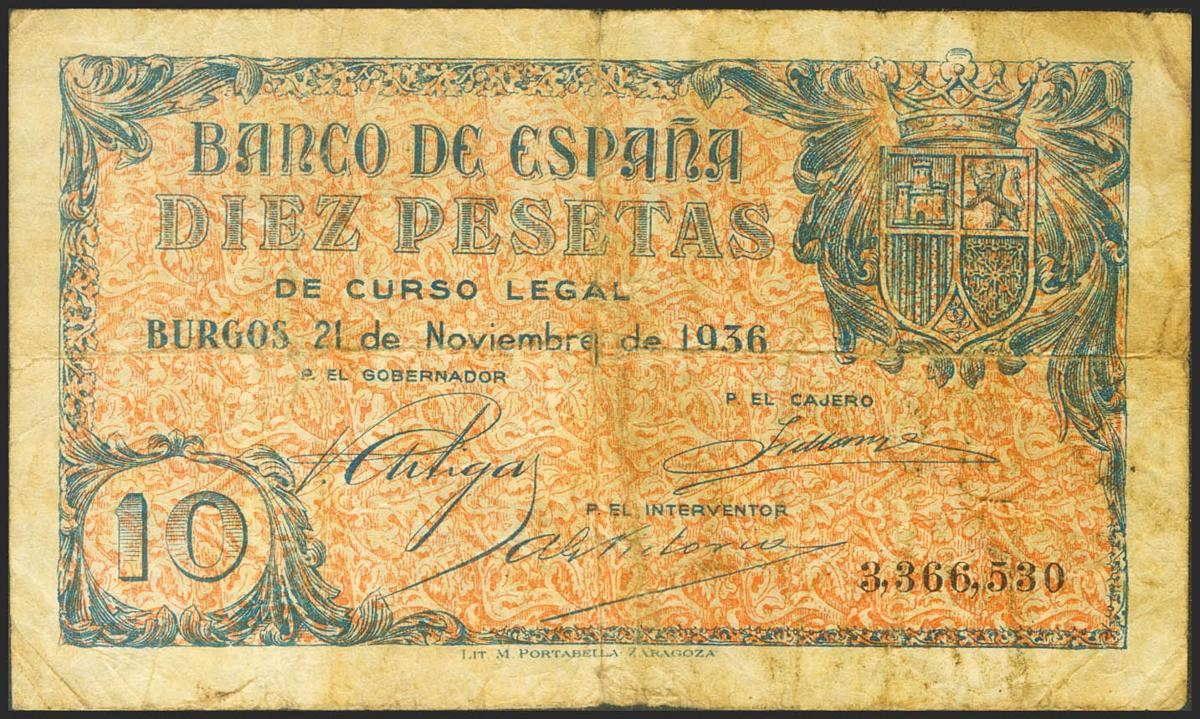 BANCO DE ESPAÑA
DIEZ PESETAS
DE CURSO LEGAL
BURGOS 21 de Noviembre de 1936
P. EL GOBERNADOR
P. EL CAJERO
P. EL INTERVENTOR
10
3,366,530
LIT. M. PORTABELLA-ZARAGOZA